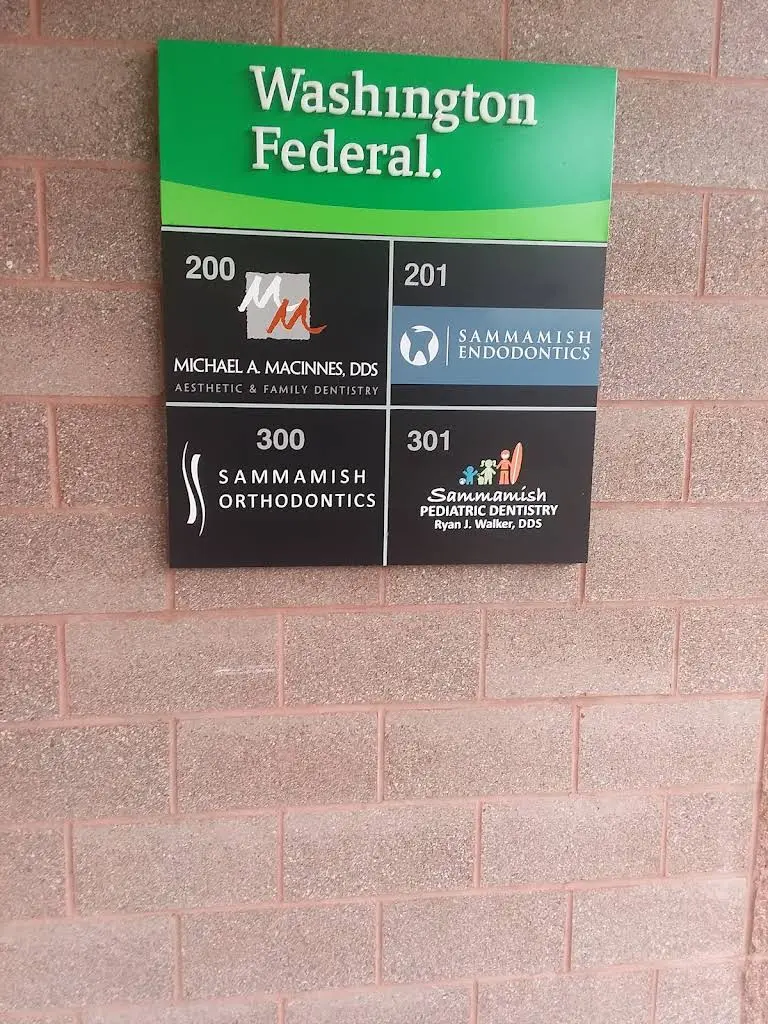 Washington
Federal.
200
MM
MICHAEL A. MACINNES, DDS
AESTHETIC & FAMILY DENTISTRY
201
SAMMAMISH
ENDODONTICS
300
SAMMAMISH
ORTHODONTICS
301
Sammamish
PEDIATRIC DENTISTRY
Ryan J. Walker, DDS